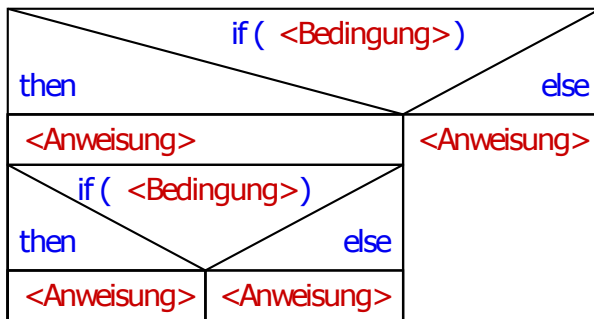 if ( <Bedingung> )
then else
<Anweisung> <Anweisung>
if ( <Bedingung> )
then else
<Anweisung> <Anweisung>